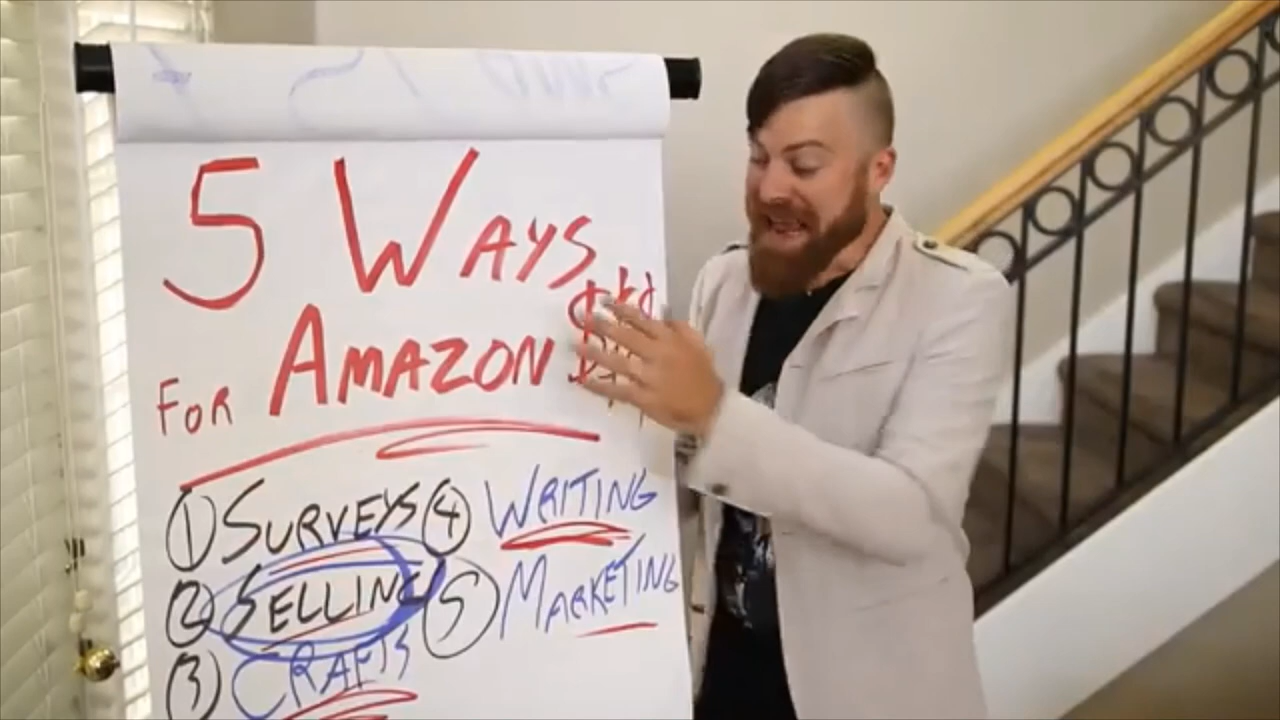 5 WAYS
FOR AMAZON
① SURVEYS ④ WRITING
② SELLING ⑤ MARKETING
③ CRAFTS